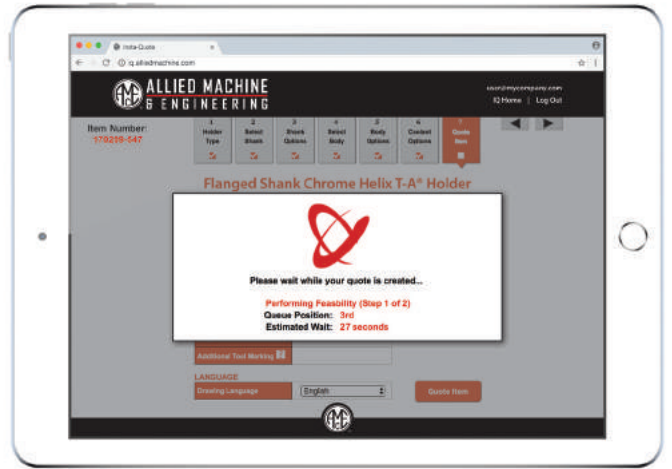 Insta-Quote
iq.alliedmachine.com
ALLIED MACHINE
& ENGINEERING
user@mycompany.com
IQ Home | Log Out
Item Number:
1 2 3 4 5 6 7
Holder Type
Select Shank
Shank Options
Select Body
Body Options
Coolant Options
Quote Item
Flanged Shank Chrome Helix T-A® Holder
Please wait while your quote is created...
Performing Feasbility (Step 1 of 2)
Queue Position: 3rd
Estimated Wait: 27 seconds
Additional Tool Marking
LANGUAGE
Drawing Language
English
Quote Item